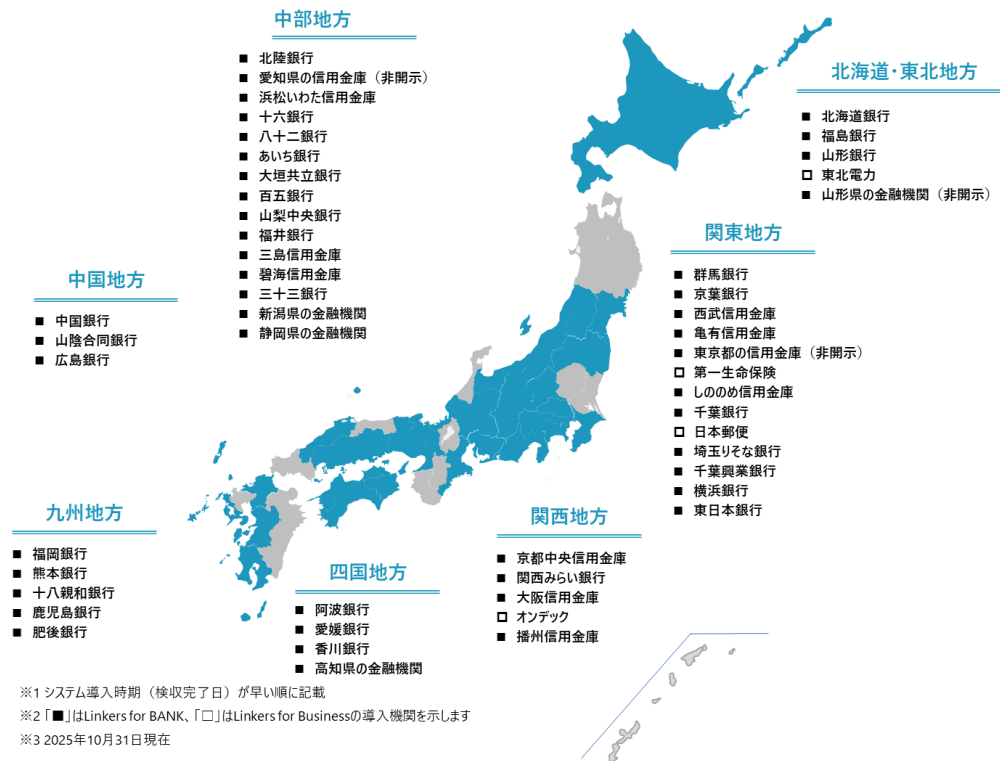 中部地方
■ 北陸銀行
■ 愛知県の信用金庫（非開示）
■ 浜松いわた信用金庫
■ 十六銀行
■ 八十二銀行
■ あいち銀行
■ 大垣共立銀行
■ 百五銀行
■ 山梨中央銀行
■ 福井銀行
■ 三島信用金庫
■ 碧海信用金庫
■ 三十三銀行
■ 新潟県の金融機関
■ 静岡県の金融機関
北海道・東北地方
■ 北海道銀行
■ 福島銀行
■ 山形銀行
□ 東北電力
■ 山形県の金融機関（非開示）
関東地方
■ 群馬銀行
■ 京葉銀行
■ 西武信用金庫
■ 亀有信用金庫
■ 東京都の信用金庫（非開示）
□ 第一生命保険
■ しののめ信用金庫
■ 千葉銀行
□ 日本郵便
■ 埼玉りそな銀行
■ 千葉興業銀行
■ 横浜銀行
■ 東日本銀行
中国地方
■ 中国銀行
■ 山陰合同銀行
■ 広島銀行
九州地方
■ 福岡銀行
■ 熊本銀行
■ 十八親和銀行
■ 鹿児島銀行
■ 肥後銀行
四国地方
■ 阿波銀行
■ 愛媛銀行
■ 香川銀行
■ 高知県の金融機関
関西地方
■ 京都中央信用金庫
■ 関西みらい銀行
■ 大阪信用金庫
□ オンデック
■ 播州信用金庫
※1 システム導入時期（検収完了日）が早い順に記載
※2 「■」はLinkers for BANK、「□」はLinkers for Businessの導入機関を示します
※3 2025年10月31日現在